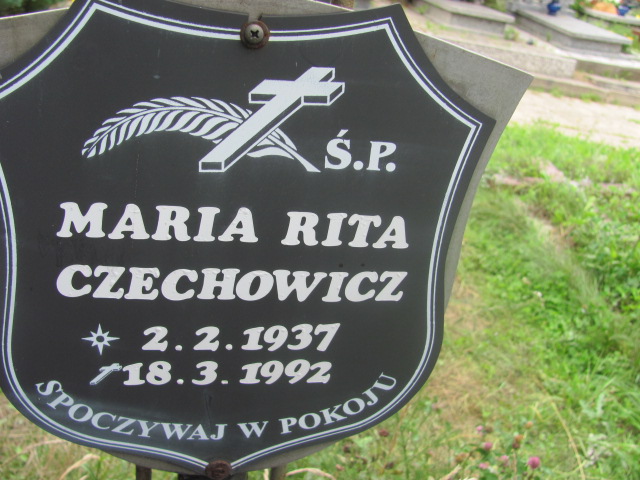 Ś.P.
MARIA RITA
CZECHOWICZ
2.2.1937
18.3.1992
SPOCZYWAJ W POKOJU